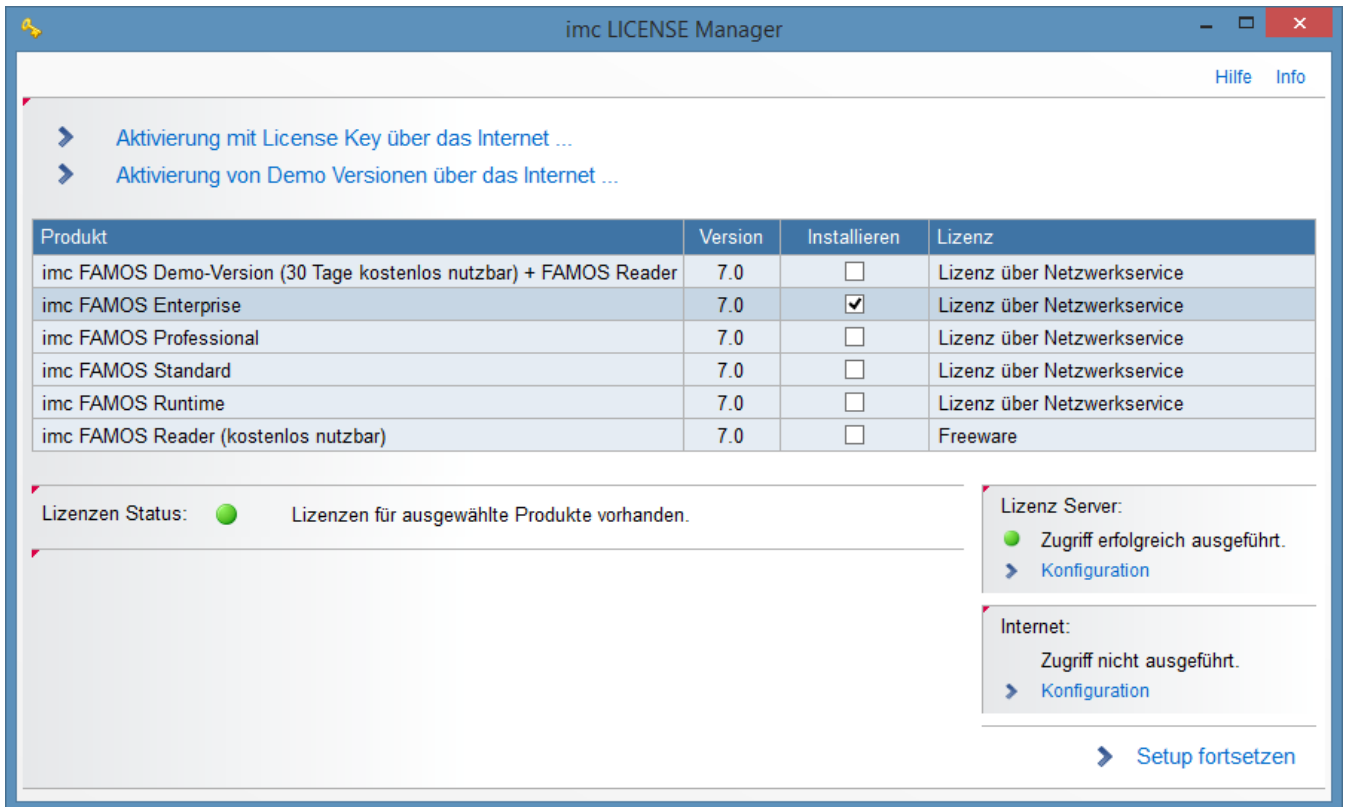 imc LICENSE Manager
Hilfe Info
Aktivierung mit License Key über das Internet ...
Aktivierung von Demo Versionen über das Internet ...
Produkt Version Installieren Lizenz
imc FAMOS Demo-Version (30 Tage kostenlos nutzbar) + FAMOS Reader 7.0 Lizenz über Netzwerkservice
imc FAMOS Enterprise 7.0 Lizenz über Netzwerkservice
imc FAMOS Professional 7.0 Lizenz über Netzwerkservice
imc FAMOS Standard 7.0 Lizenz über Netzwerkservice
imc FAMOS Runtime 7.0 Lizenz über Netzwerkservice
imc FAMOS Reader (kostenlos nutzbar) 7.0 Freeware
Lizenzen Status: Lizenzen für ausgewählte Produkte vorhanden.
Lizenz Server:
Zugriff erfolgreich ausgeführt.
Konfiguration
Internet:
Zugriff nicht ausgeführt.
Konfiguration
Setup fortsetzen